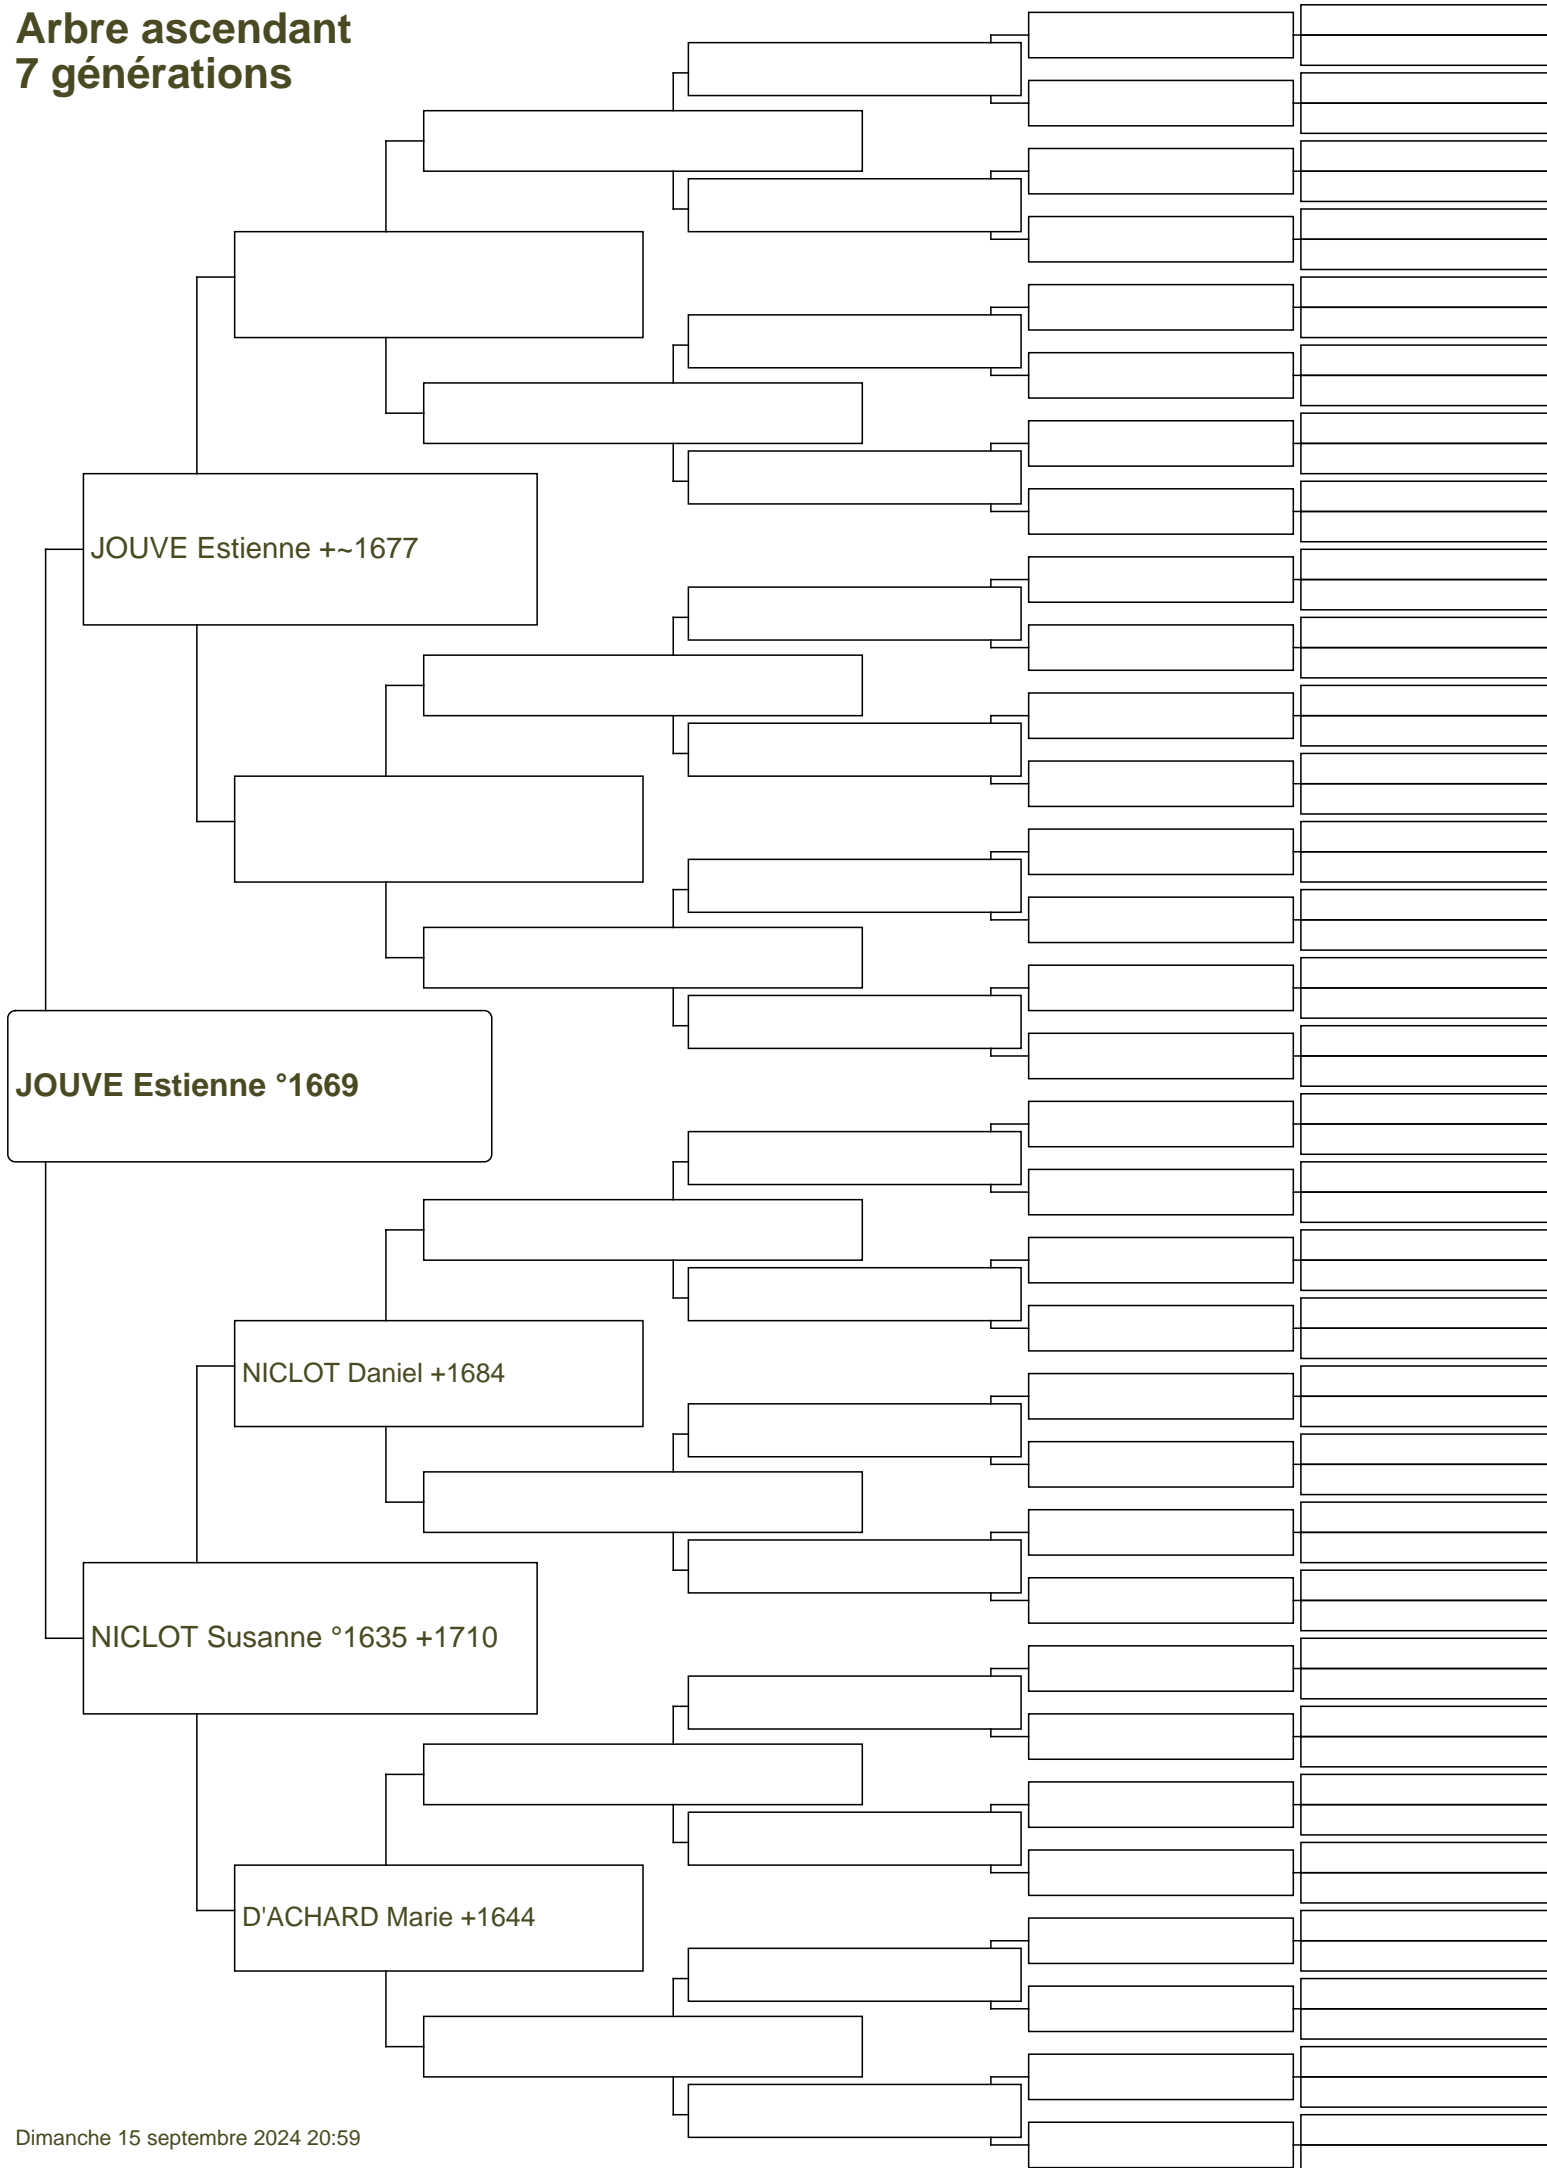 Arbre ascendant
7 générations
JOUVE Estienne +~1677
JOUVE Estienne °1669
NICLOT Daniel +1684
NICLOT Susanne °1635 +1710
D'ACHARD Marie +1644
Dimanche 15 septembre 2024 20:59